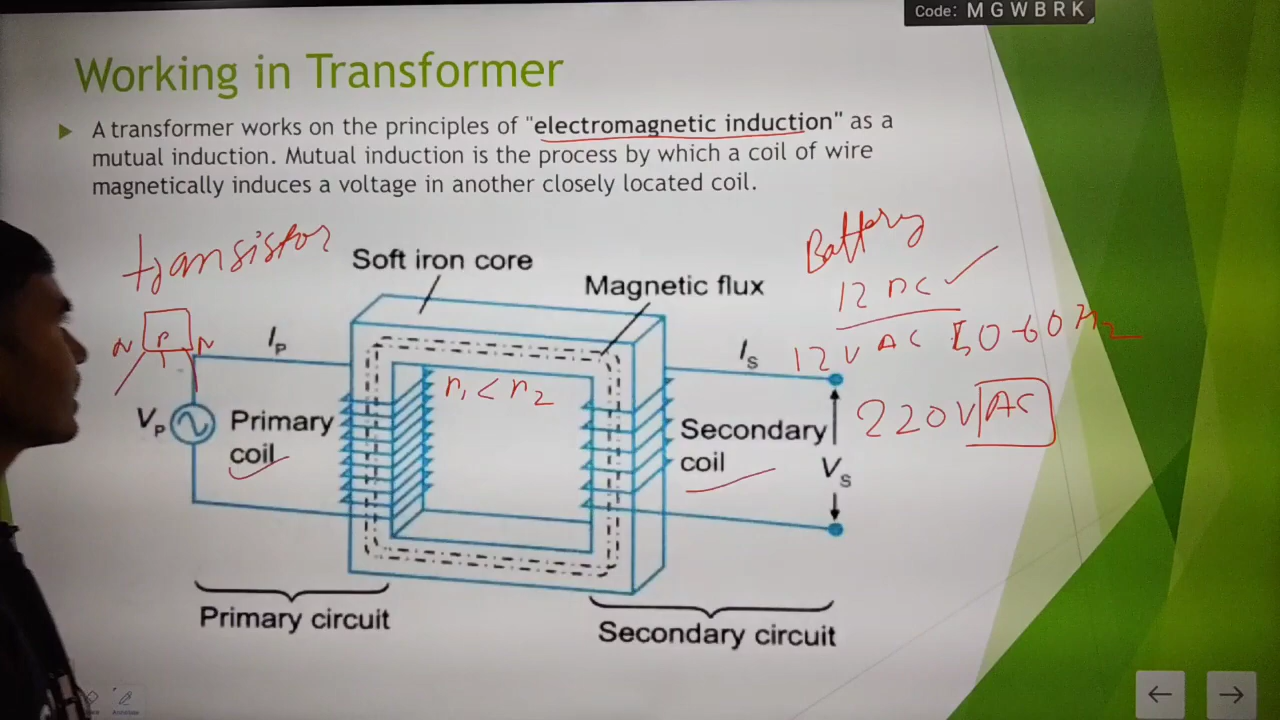 Code: MGWBRK
Working in Transformer
A transformer works on the principles of "electromagnetic induction" as a
mutual induction. Mutual induction is the process by which a coil of wire
magnetically induces a voltage in another closely located coil.
transistor
Battery
Soft iron core
Magnetic flux
12 DC
12 V AC 50-60 Hz
N P N
IP
IS
n1 < n2
220V AC
VP
Primary
coil
Secondary
coil
VS
Primary circuit
Secondary circuit